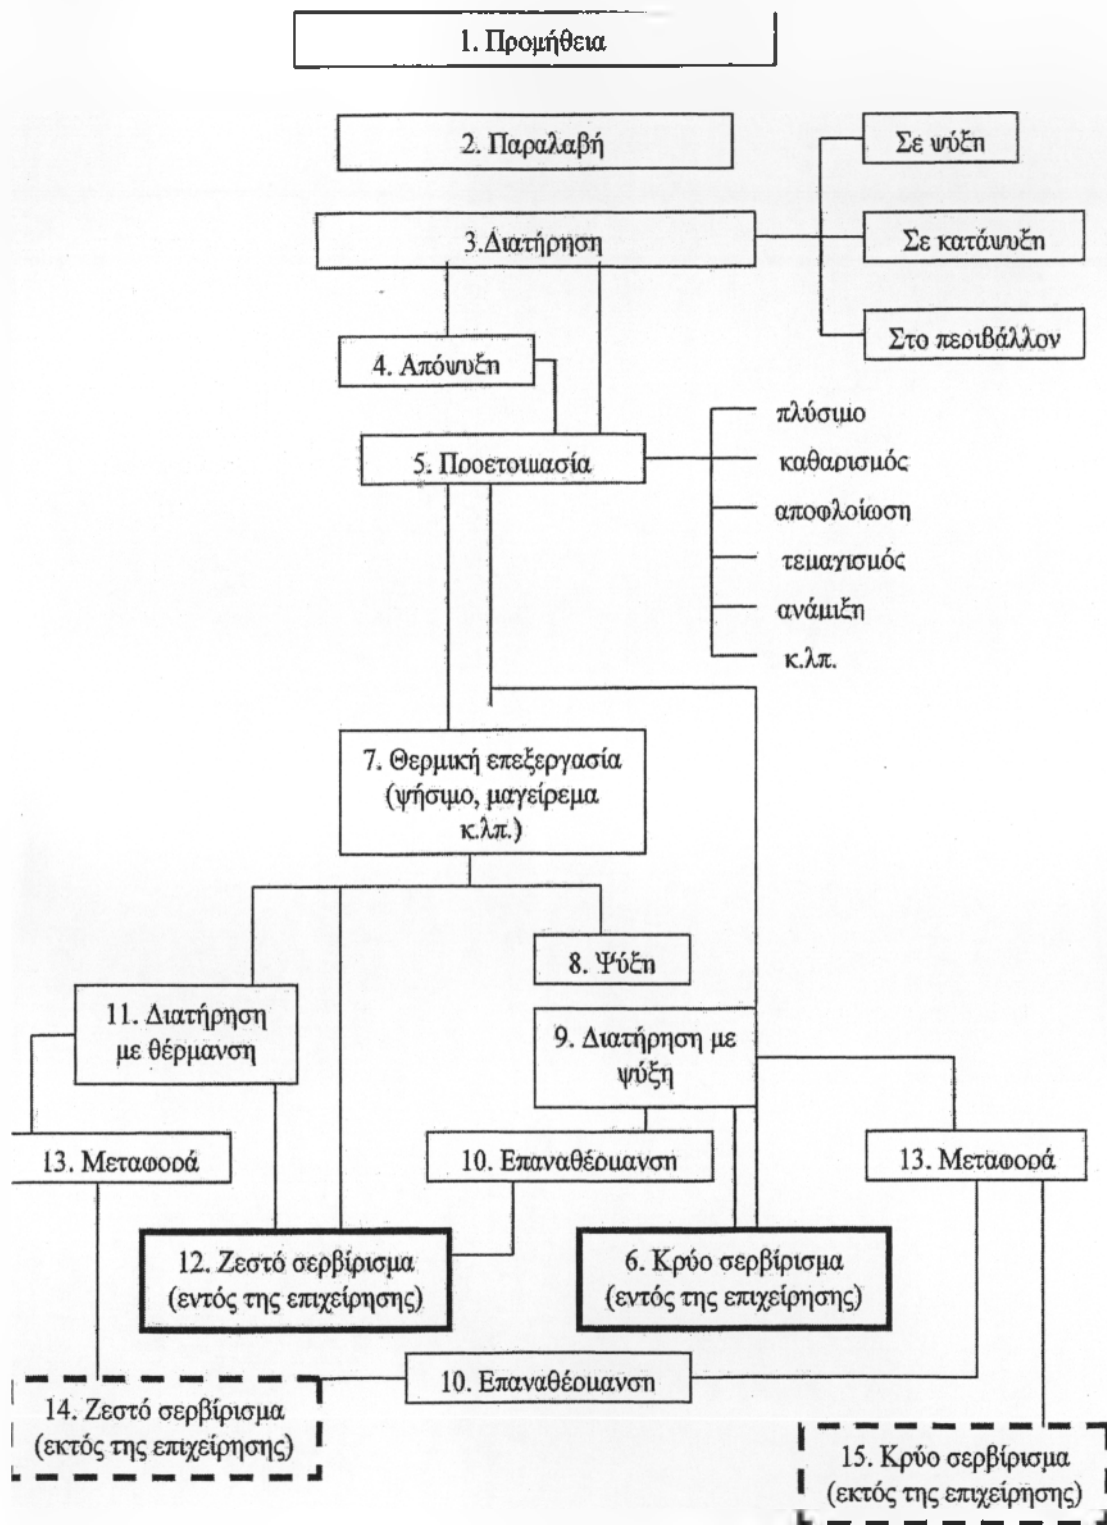 1. Προμήθεια
2. Παραλαβή
Σε ψύξη
3.Διατήρηση
Σε κατάψυξη
Στο περιβάλλον
4. Απόψυξη
πλύσιμο
5. Προετοιμασία
καθαρισμός
αποφλοίωση
τεμαχισμός
ανάμιξη
κ.λπ.
7. Θερμική επεξεργασία
(ψήσιμο, μαγείρεμα
κ.λπ.)
8. Ψύξη
11. Διατήρηση
με θέρμανση
9. Διατήρηση με
ψύξη
13. Μεταφορά
10. Επαναθέρμανση
13. Μεταφορά
12. Ζεστό σερβίρισμα
(εντός της επιχείρησης)
6. Κρύο σερβίρισμα
(εντός της επιχείρησης)
10. Επαναθέρμανση
14. Ζεστό σερβίρισμα
(εκτός της επιχείρησης)
15. Κρύο σερβίρισμα
(εκτός της επιχείρησης)